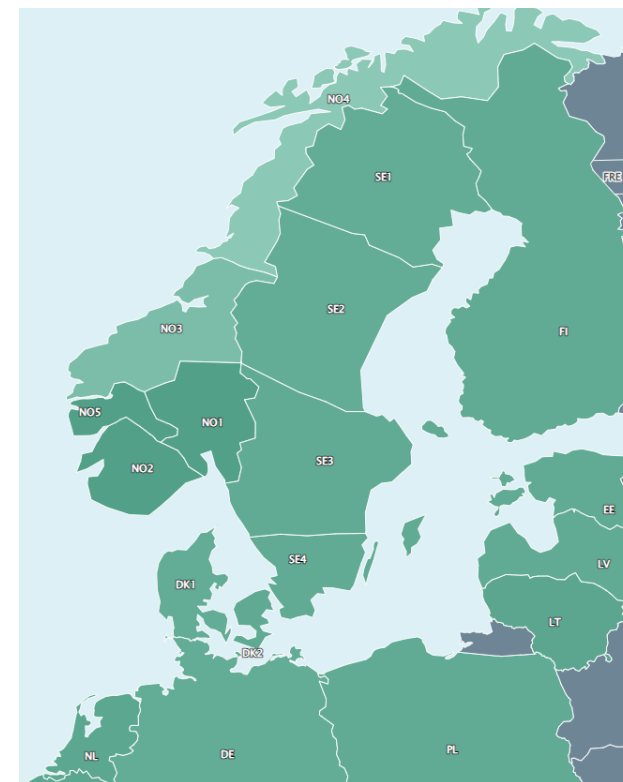 NO4
SE1
FRE
SE2
NO3
FI
NO5
NO1
NO2
SE3
EE
SE4
LV
DK1
LT
DK2
NL
DE
PL